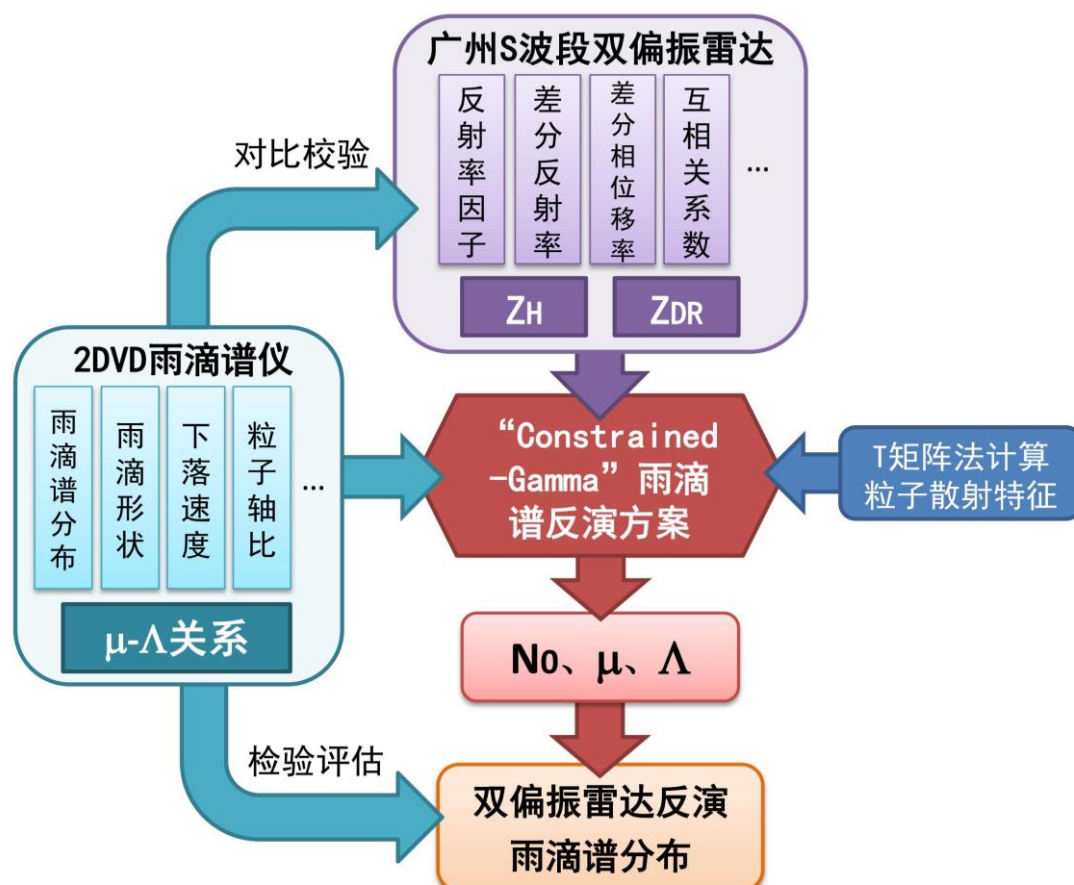 广州S波段双偏振雷达
反射率因子
差分反射率
差分相位移率
互相关系数
...
ZH
ZDR
对比校验
2DVD雨滴谱仪
雨滴谱分布
雨滴形状
下落速度
粒子轴比
...
μ-Λ关系
“Constrained
-Gamma”雨滴
谱反演方案
T矩阵法计算
粒子散射特征
N0、μ、Λ
检验评估
双偏振雷达反演
雨滴谱分布